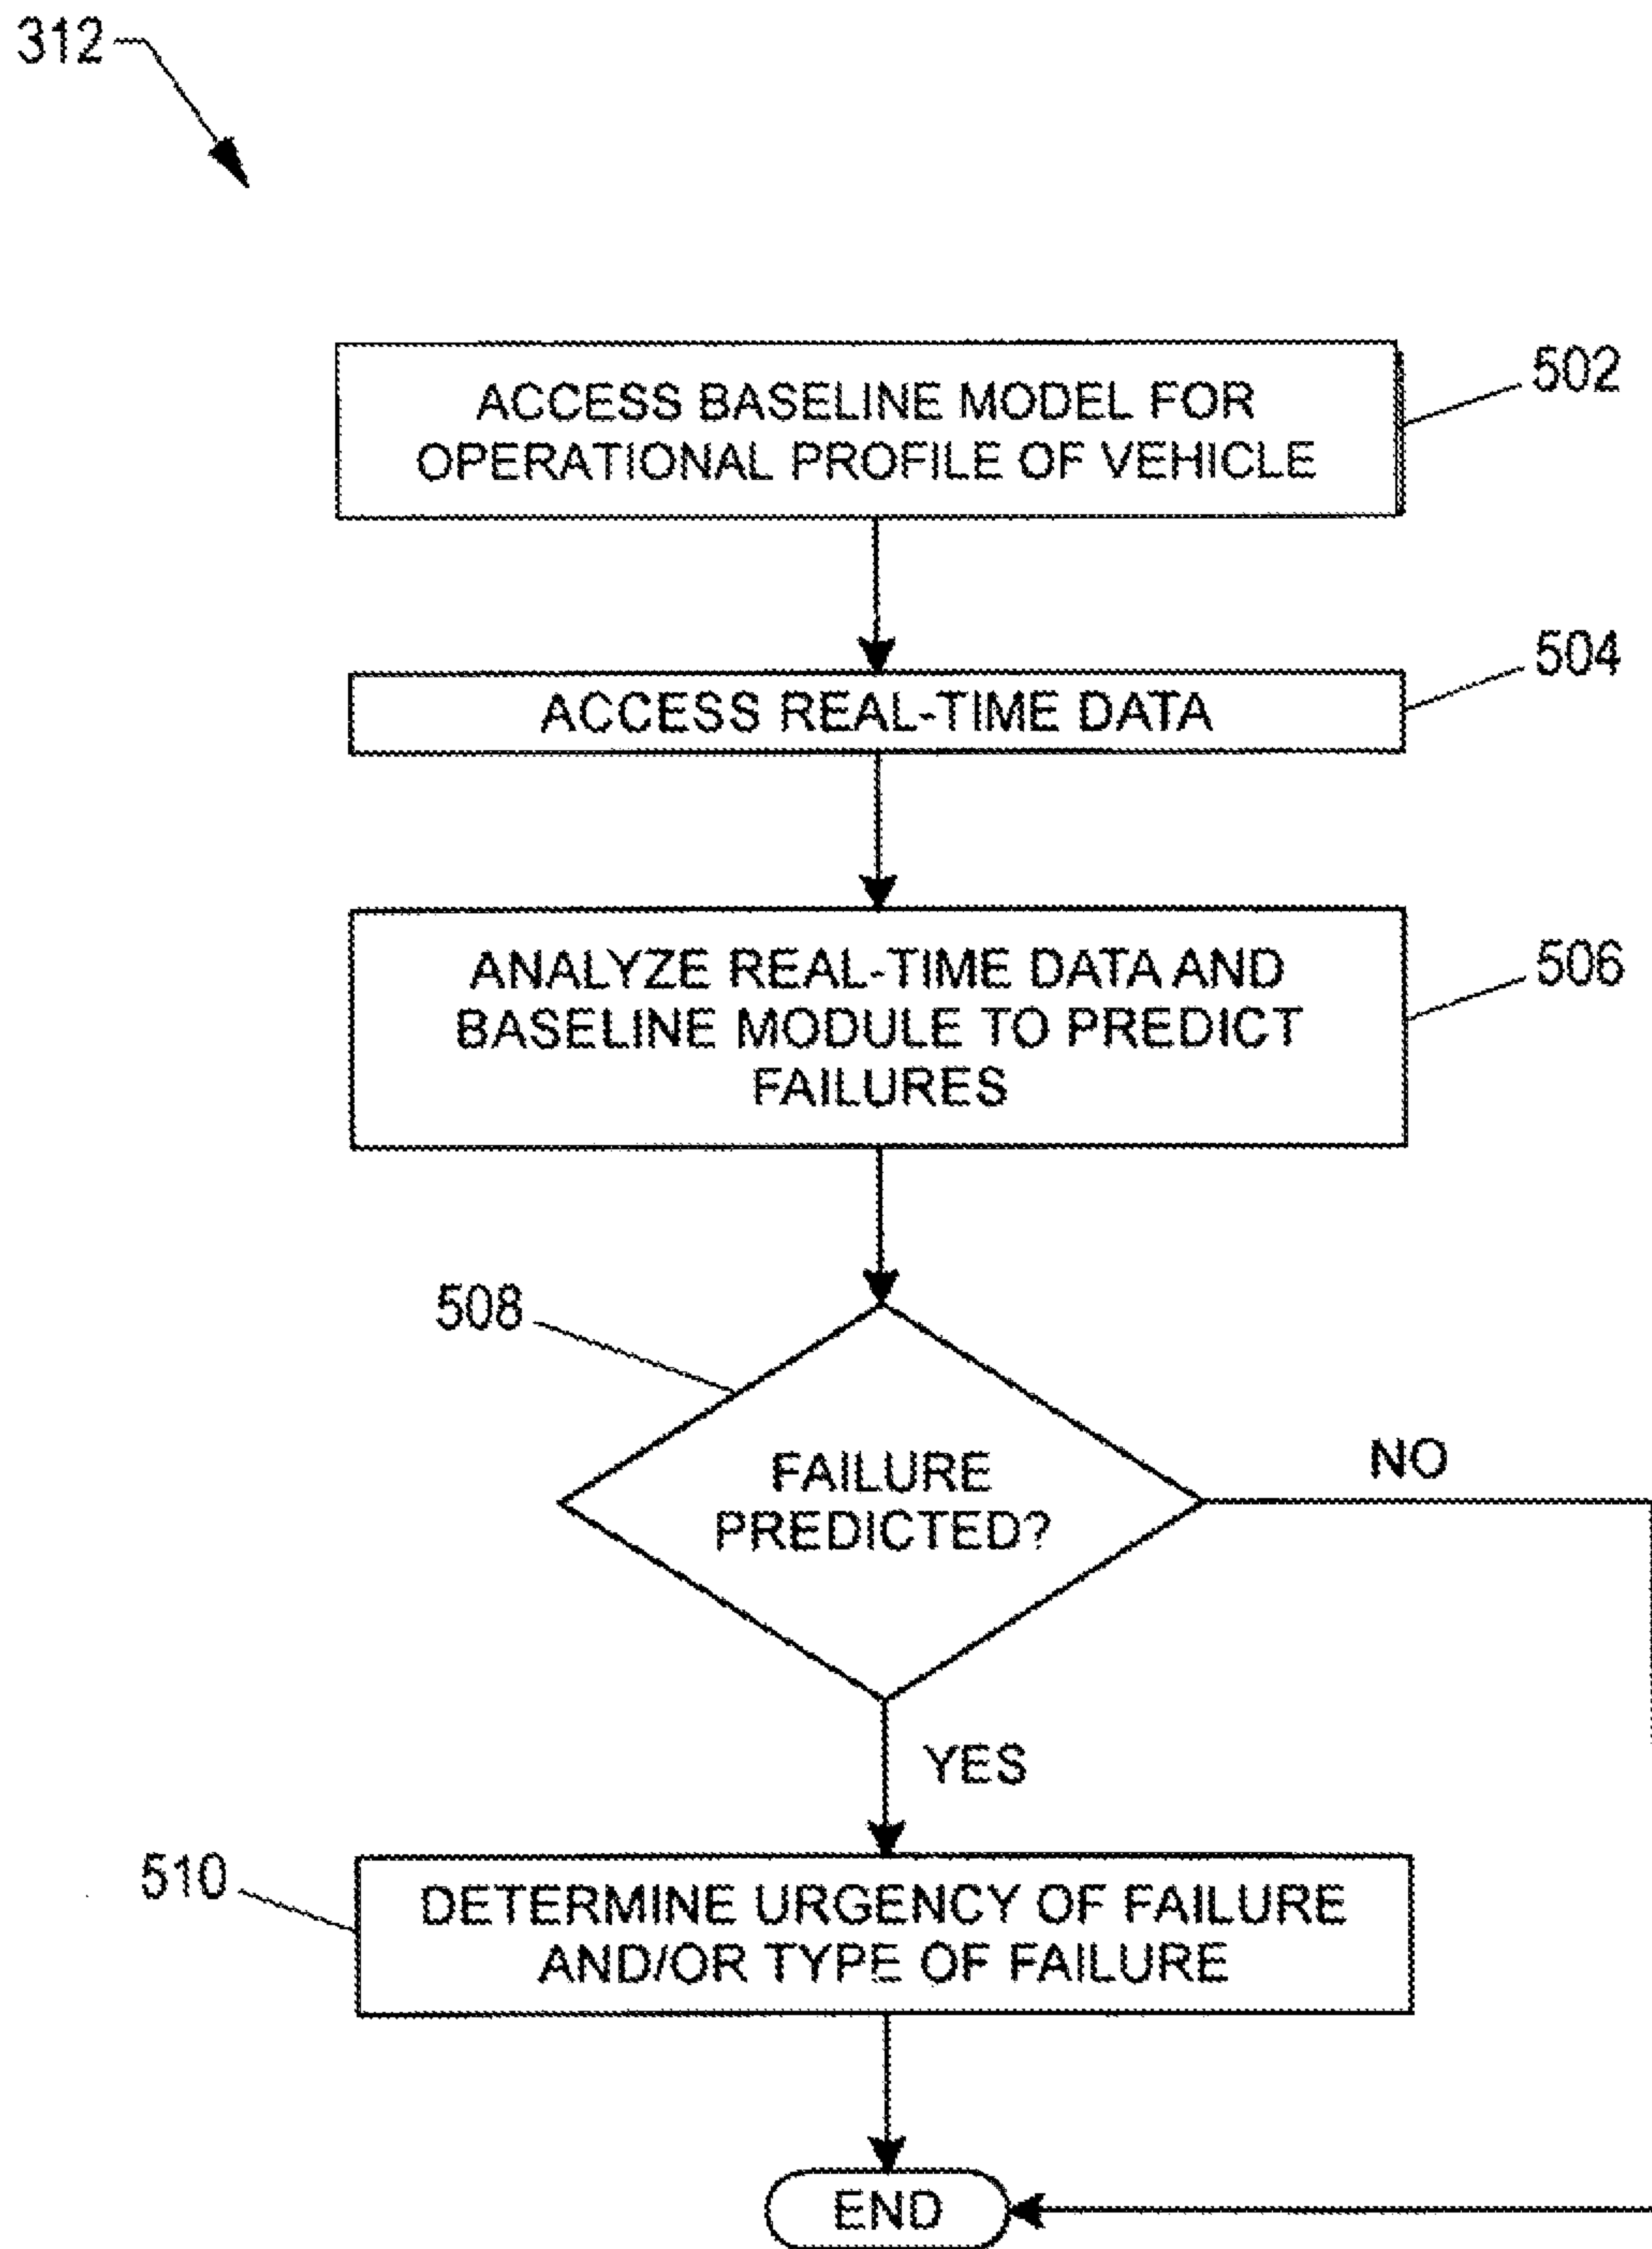 312
ACCESS BASELINE MODEL FOR
OPERATIONAL PROFILE OF VEHICLE
502
ACCESS REAL-TIME DATA
504
ANALYZE REAL-TIME DATA AND
BASELINE MODULE TO PREDICT
FAILURES
506
508
FAILURE
PREDICTED?
NO
YES
510
DETERMINE URGENCY OF FAILURE
AND/OR TYPE OF FAILURE
END